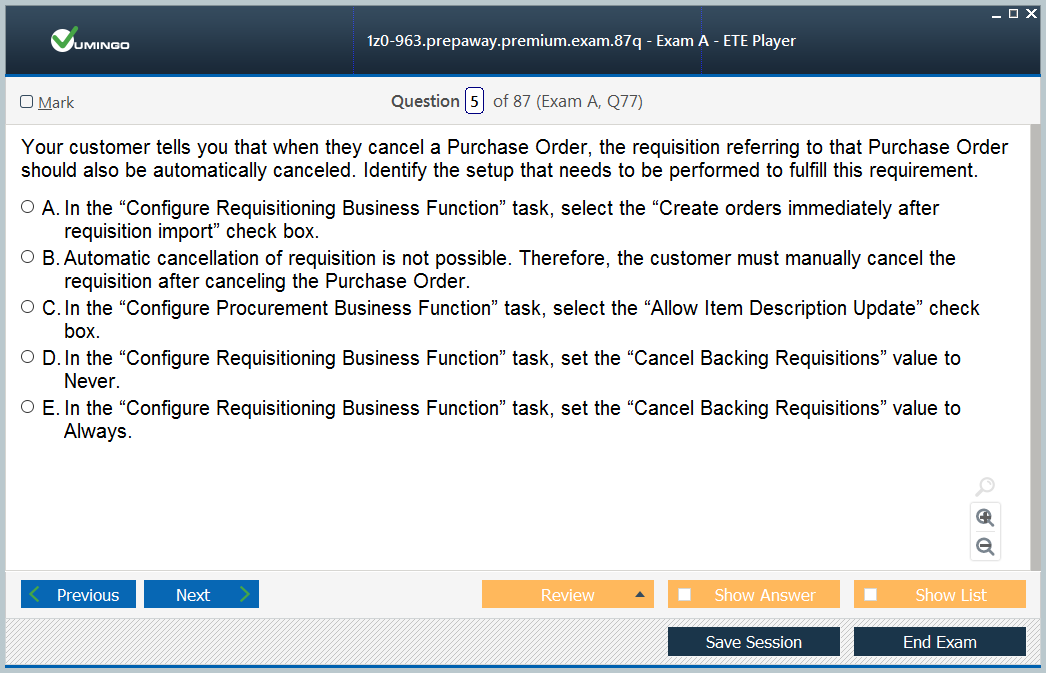 VUMINGO
1z0-963.prepaway.premium.exam.87q - Exam A - ETE Player
Mark
Question 5 of 87 (Exam A, Q77)
Your customer tells you that when they cancel a Purchase Order, the requisition referring to that Purchase Order
should also be automatically canceled. Identify the setup that needs to be performed to fulfill this requirement.
A. In the “Configure Requisitioning Business Function” task, select the “Create orders immediately after
requisition import” check box.
B. Automatic cancellation of requisition is not possible. Therefore, the customer must manually cancel the
requisition after canceling the Purchase Order.
C. In the “Configure Procurement Business Function” task, select the “Allow Item Description Update” check
box.
D. In the “Configure Requisitioning Business Function” task, set the “Cancel Backing Requisitions” value to
Never.
E. In the “Configure Requisitioning Business Function” task, set the “Cancel Backing Requisitions” value to
Always.
Previous Next Review Show Answer Show List
Save Session End Exam